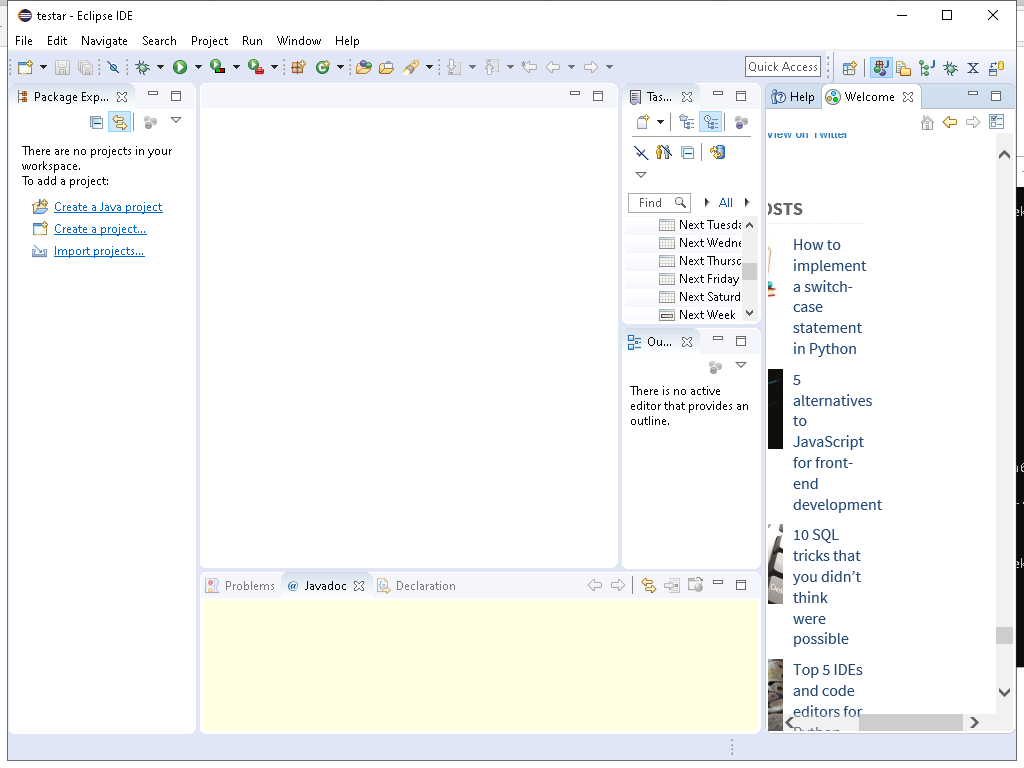 testar - Eclipse IDE
File Edit Navigate Search Project Run Window Help
Quick Access
Package Exp...
There are no projects in your
workspace.
To add a project:
Create a Java project
Create a project...
Import projects...
Tas...
Find
All
Next Tuesda
Next Wedne
Next Thursd
Next Friday
Next Saturd
Next Week
Ou...
There is no active
editor that provides an
outline.
Problems @ Javadoc Declaration
Help Welcome
View on Twitter
OSTS
How to
implement
a switch-
case
statement
in Python
5
alternatives
to
JavaScript
for front-
end
development
10 SQL
tricks that
you didn't
think
were
possible
Top 5 IDEs
and code
editors for
Python